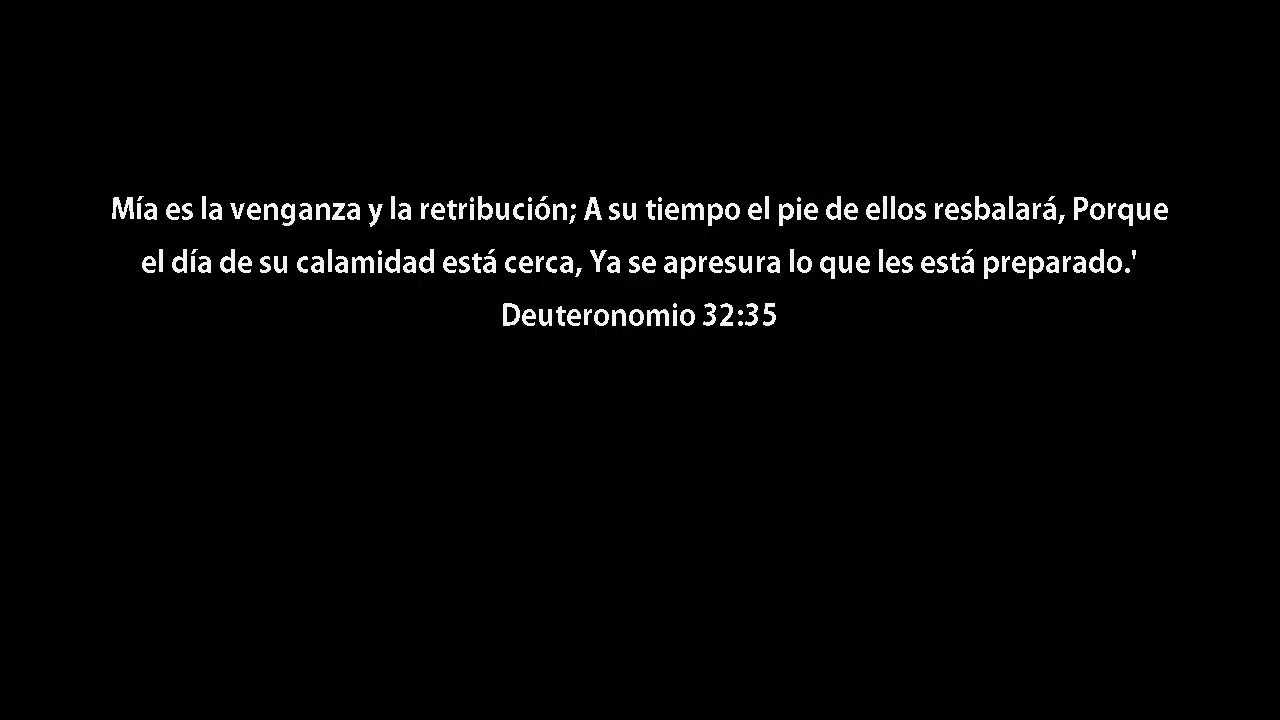 Mía es la venganza y la retribución; A su tiempo el pie de ellos resbalará, Porque
el día de su calamidad está cerca, Ya se apresura lo que les está preparado.'
Deuteronomio 32:35